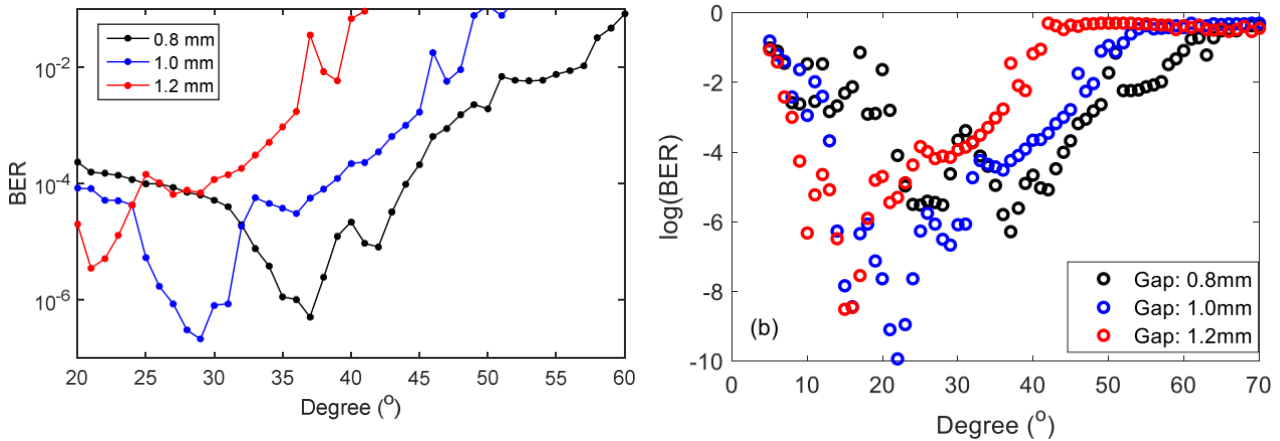 BER
10-2
10-4
10-6
20 25 30 35 40 45 50 55 60
Degree (o)
0.8 mm
1.0 mm
1.2 mm
log(BER)
0
-2
-4
-6
-8
-10
0 10 20 30 40 50 60 70
Degree (o)
(b)
Gap: 0.8mm
Gap: 1.0mm
Gap: 1.2mm